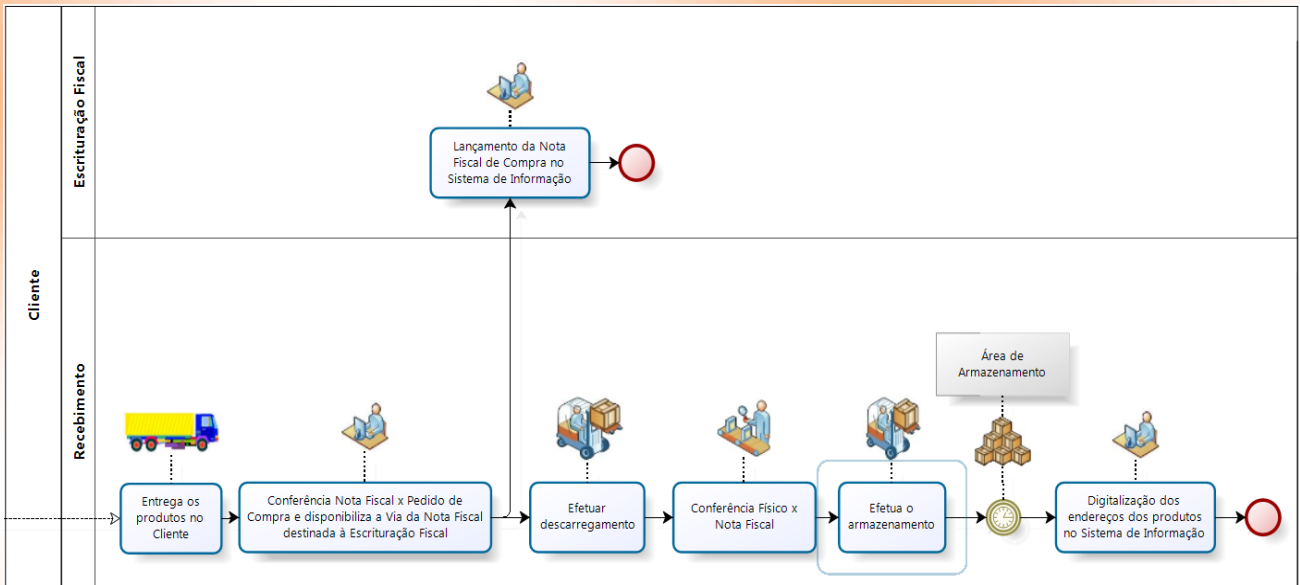 Cliente
Escrituração Fiscal
Lançamento da Nota
Fiscal de Compra no
Sistema de Informação
Recebimento
Entrega os
produtos no
Cliente
Conferência Nota Fiscal x Pedido de
Compra e disponibiliza a Via da Nota Fiscal
destinada à Escrituração Fiscal
Efetuar
descarregamento
Conferência Físico x
Nota Fiscal
Efetua o
armazenamento
Área de
Armazenamento
Digitalização dos
endereços dos produtos
no Sistema de Informação